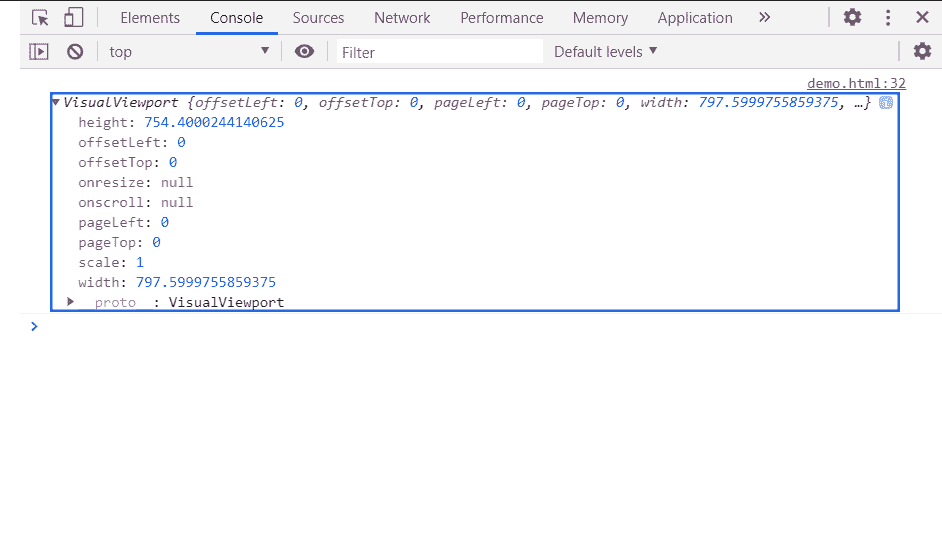 Elements Console Sources Network Performance Memory Application »
top Filter Default levels
demo.html:32
VisualViewport {offsetLeft: 0, offsetTop: 0, pageLeft: 0, pageTop: 0, width: 797.5999755859375, …}
height: 754.4000244140625
offsetLeft: 0
offsetTop: 0
onresize: null
onscroll: null
pageLeft: 0
pageTop: 0
scale: 1
width: 797.5999755859375
__proto__: VisualViewport